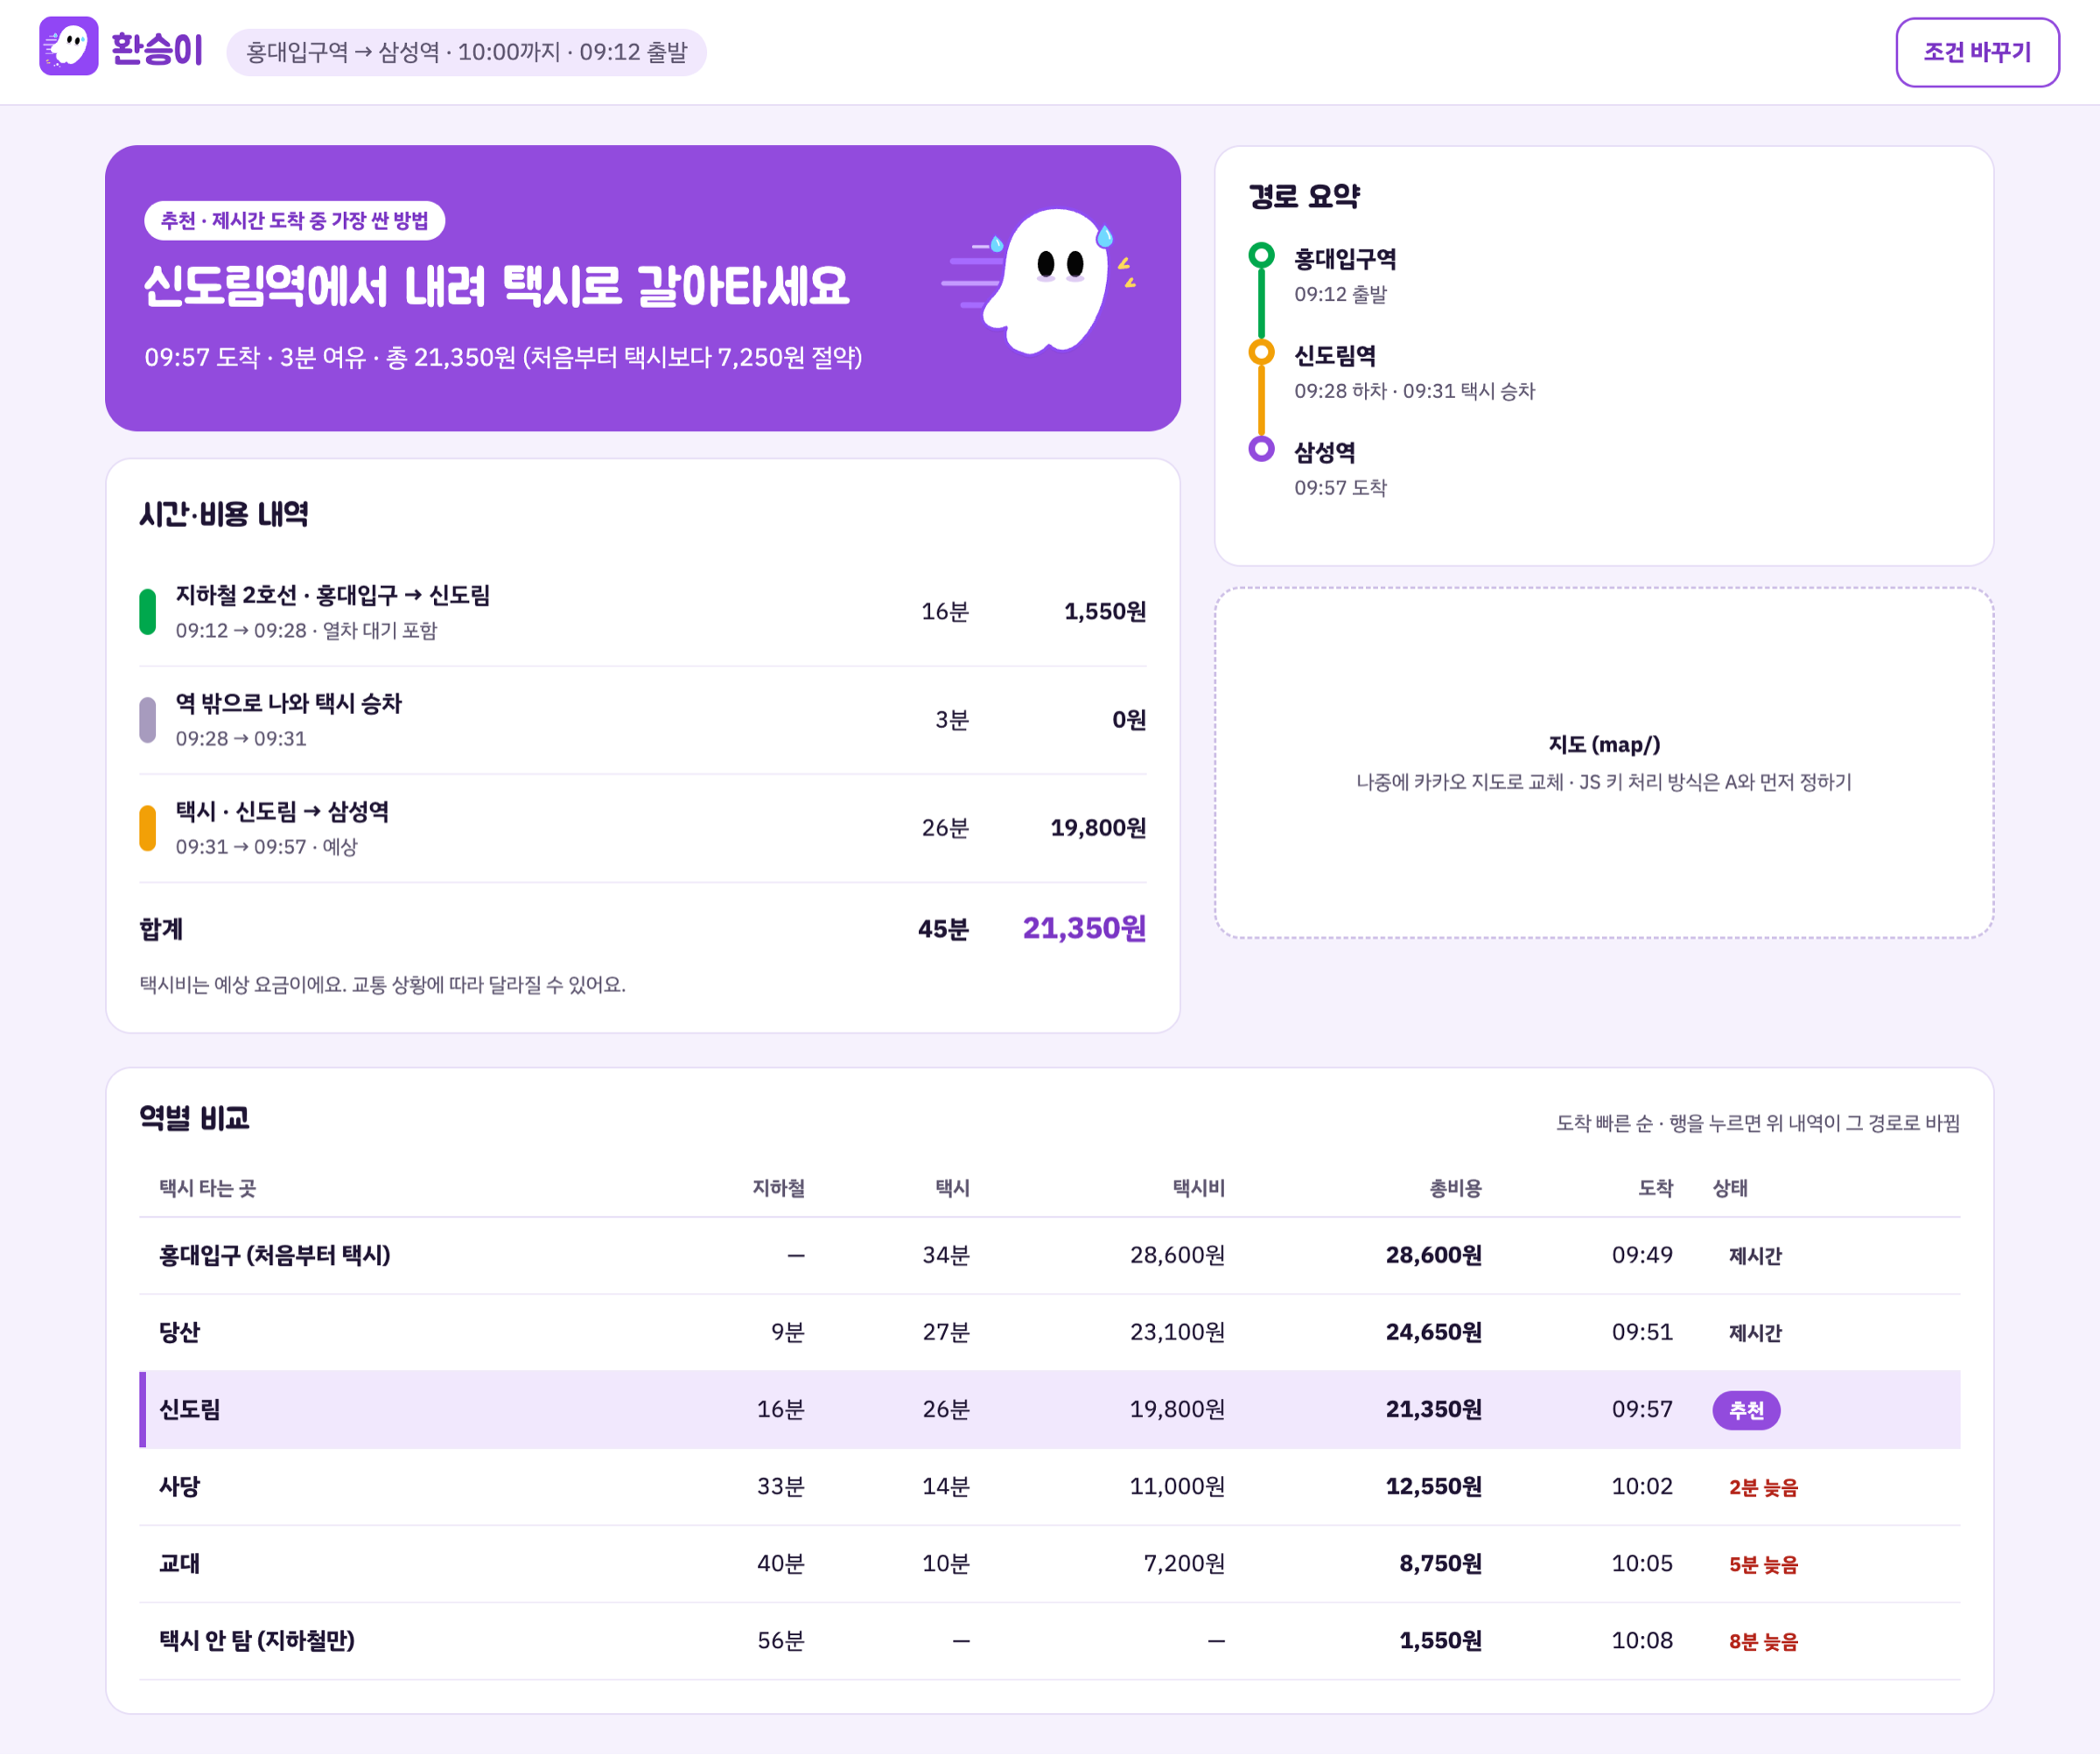 환승이
홍대입구역 → 삼성역 · 10:00까지 · 09:12 출발
조건 바꾸기
추천 · 제시간 도착 중 가장 싼 방법
신도림역에서 내려 택시로 갈아타세요
09:57 도착 · 3분 여유 · 총 21,350원 (처음부터 택시보다 7,250원 절약)
시간·비용 내역
지하철 2호선 · 홍대입구 → 신도림 16분 1,550원
09:12 → 09:28 · 열차 대기 포함
역 밖으로 나와 택시 승차 3분 0원
09:28 → 09:31
택시 · 신도림 → 삼성역 26분 19,800원
09:31 → 09:57 · 예상
합계 45분 21,350원
택시비는 예상 요금이에요. 교통 상황에 따라 달라질 수 있어요.
경로 요약
홍대입구역
09:12 출발
신도림역
09:28 하차 · 09:31 택시 승차
삼성역
09:57 도착
지도 (map/)
나중에 카카오 지도로 교체 · JS 키 처리 방식은 A와 먼저 정하기
역별 비교
도착 빠른 순 · 행을 누르면 위 내역이 그 경로로 바뀜
택시 타는 곳 지하철 택시 택시비 총비용 도착 상태
홍대입구 (처음부터 택시) — 34분 28,600원 28,600원 09:49 제시간
당산 9분 27분 23,100원 24,650원 09:51 제시간
신도림 16분 26분 19,800원 21,350원 09:57 추천
사당 33분 14분 11,000원 12,550원 10:02 2분 늦음
교대 40분 10분 7,200원 8,750원 10:05 5분 늦음
택시 안 탐 (지하철만) 56분 — — 1,550원 10:08 8분 늦음